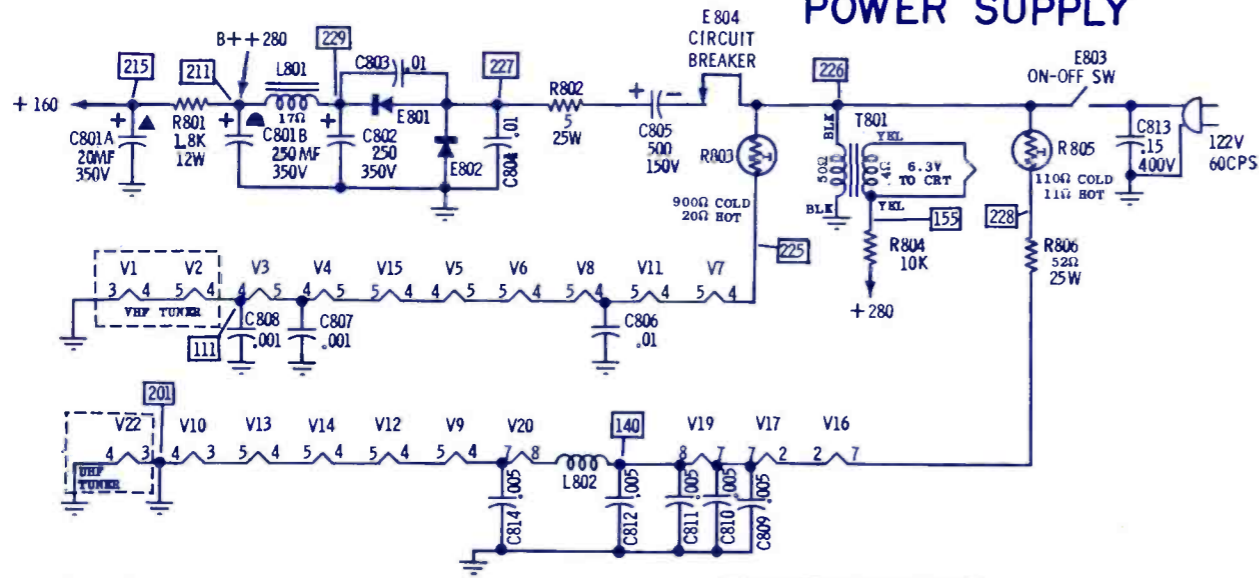 POWER SUPPLY
E804
CIRCUIT
BREAKER
E803
ON-OFF SW
B++280
215
211
229
L801
17Ω
C803
.01
227
R802
5
25W
226
+160
R801
1.8K
12W
C801A
20MF
350V
C801B
250MF
350V
C802
250
350V
E801
E802
C804
.01
C805
500
150V
R803
900Ω COLD
20Ω HOT
225
T801
BLK
YEL
50Ω
.4Ω
6.3V
TO CRT
BLK
YEL
155
R804
10K
+280
R805
110Ω COLD
11Ω HOT
228
R806
52Ω
25W
C813
.15
400V
122V
60CPS
V1 V2 V3 V4 V15 V5 V6 V8 V11 V7
3 4 5 4 4 5 4 5 5 4 4 5 5 4 5 4 5 4 5 4
VHF TUNER
111
C808
.001
C807
.001
C806
.01
201
140
V22 V10 V13 V14 V12 V9 V20 V19 V17 V16
4 3 4 3 5 4 5 4 5 4 5 4 7 8 8 7 7 2 2 7
UHF
TUNER
L802
C814
.005
C812
.005
C811
.005
C810
.005
C809
.005